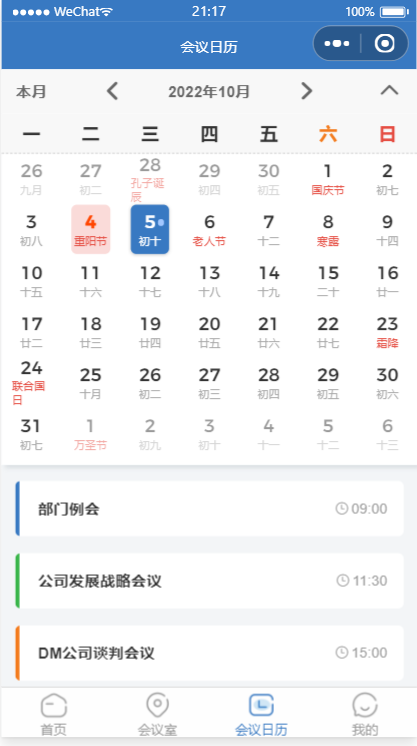 WeChat 21:17 100%
会议日历
本月 2022年10月
一 二 三 四 五 六 日
26 27 28 29 30 1 2
九月 初二 孔子诞辰 初四 初五 国庆节 初七
3 4 5 6 7 8 9
初八 重阳节 初十 老人节 十二 寒露 十四
10 11 12 13 14 15 16
十五 十六 十七 十八 十九 二十 廿一
17 18 19 20 21 22 23
廿二 廿三 廿四 廿五 廿六 廿七 霜降
24 25 26 27 28 29 30
联合国日 十月 初二 初三 初四 初五 初六
31 1 2 3 4 5 6
初七 万圣节 初九 初十 十一 十二 十三
部门例会 09:00
公司发展战略会议 11:30
DM公司谈判会议 15:00
首页 会议室 会议日历 我的